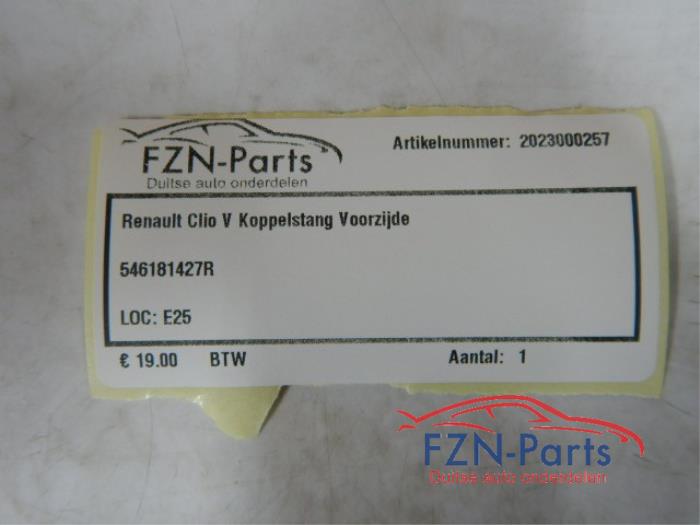 FZN-Parts
Duitse auto onderdelen
Artikelnummer: 2023000257
Renault Clio V Koppelstang Voorzijde
546181427R
LOC: E25
€ 19.00 BTW Aantal: 1
FZN-Parts
Duitse auto onderdelen